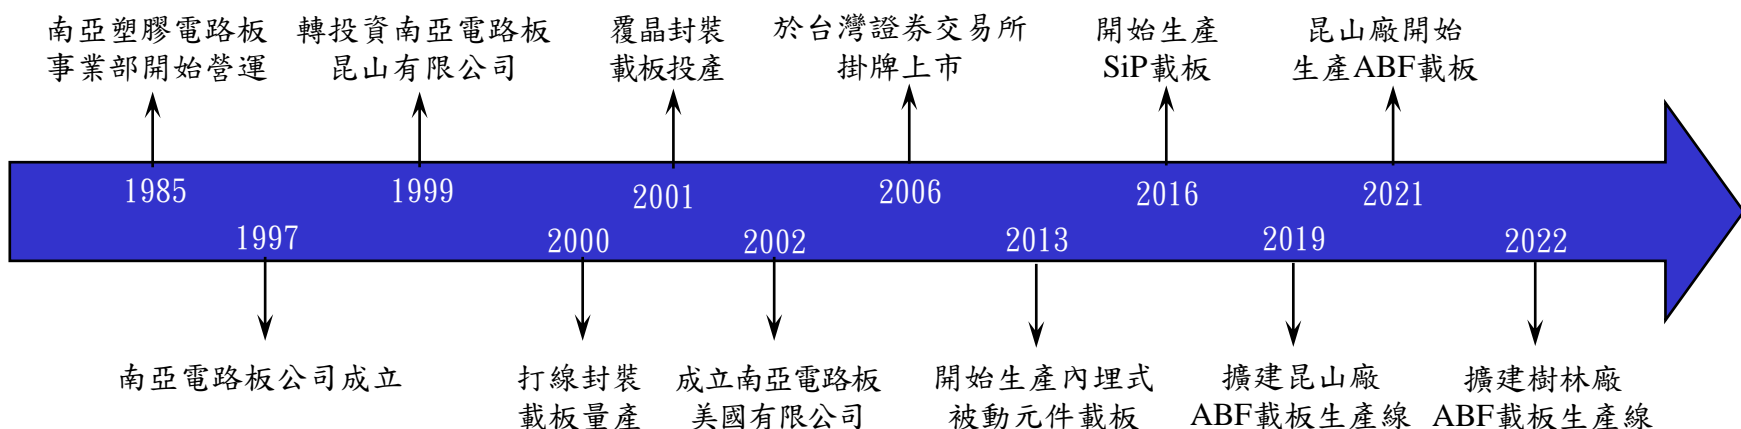 南亞塑膠電路板
事業部開始營運
轉投資南亞電路板
昆山有限公司
覆晶封裝
載板投產
於台灣證券交易所
掛牌上市
開始生產
SiP載板
昆山廠開始
生產ABF載板
1985
1999
2001
2006
2016
2021
1997
2000
2002
2013
2019
2022
南亞電路板公司成立
打線封裝
載板量產
成立南亞電路板
美國有限公司
開始生產內埋式
被動元件載板
擴建昆山廠
ABF載板生產線
擴建樹林廠
ABF載板生產線